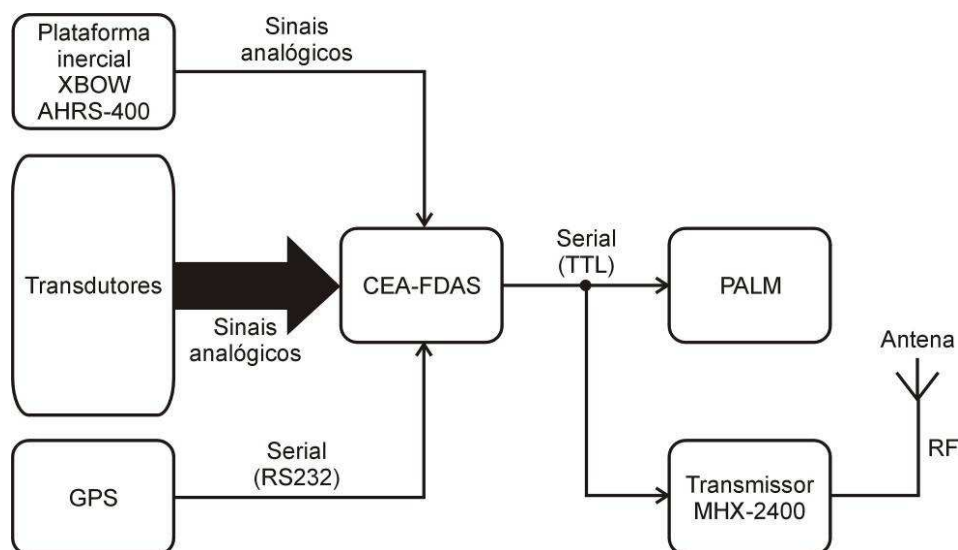 Plataforma
inercial
XBOW
AHRS-400
Sinais
analógicos
Transdutores
Sinais
analógicos
CEA-FDAS
Serial
(TTL)
PALM
Antena
GPS
Serial
(RS232)
Transmissor
MHX-2400
RF